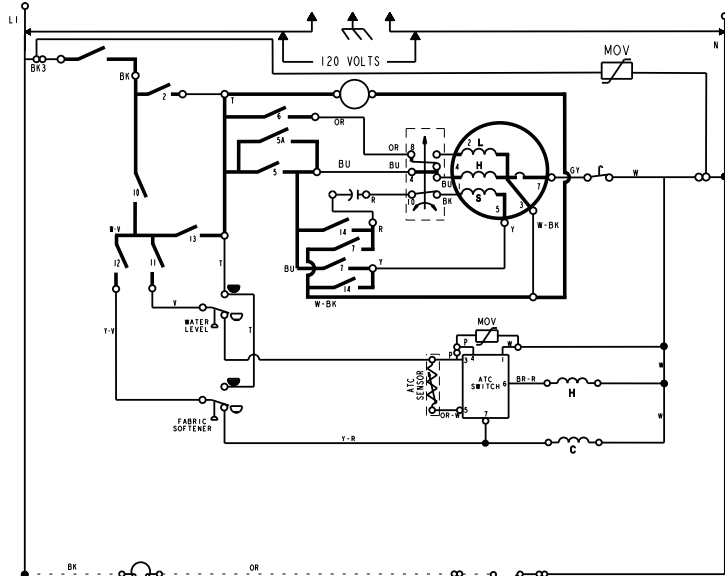 L1
N
120 VOLTS
MOV
BK3
BK
2
T
6
OR
5A
OR
8
2
L
BU
5
BU
4
4
H
GY
W
7
10
R
10
BK
BU
1
S
5
3
W-V
13
14
R
7
Y
W-BK
12
11
T
BU
7
Y
14
W-BK
V
WATER
LEVEL
Y-V
T
MOV
P
P
W
3
4
1
ATC
SENSOR
ATC
SWITCH
6
BR-R
H
W
OR-W
5
7
W
FABRIC
SOFTENER
Y-R
C
BK
OR